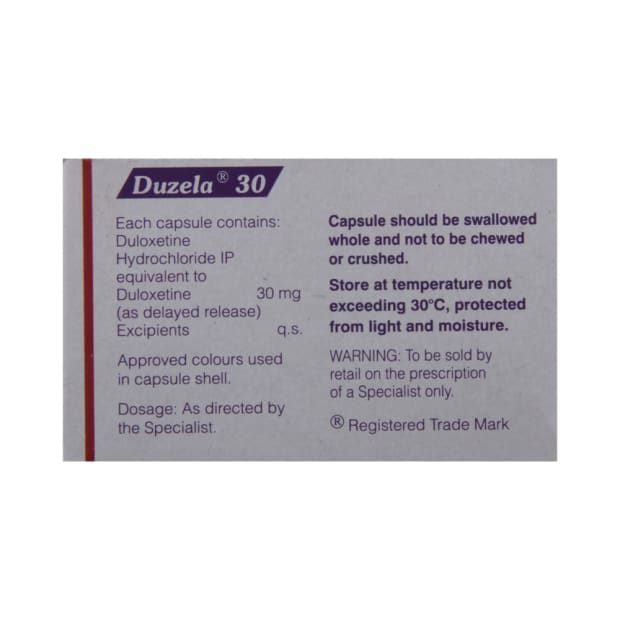 Duzela® 30
Each capsule contains:
Duloxetine
Hydrochloride IP
equivalent to
Duloxetine 30 mg
(as delayed release)
Excipients q.s.
Approved colours used
in capsule shell.
Dosage: As directed by
the Specialist.
Capsule should be swallowed
whole and not to be chewed
or crushed.
Store at temperature not
exceeding 30°C, protected
from light and moisture.
WARNING: To be sold by
retail on the prescription
of a Specialist only.
® Registered Trade Mark